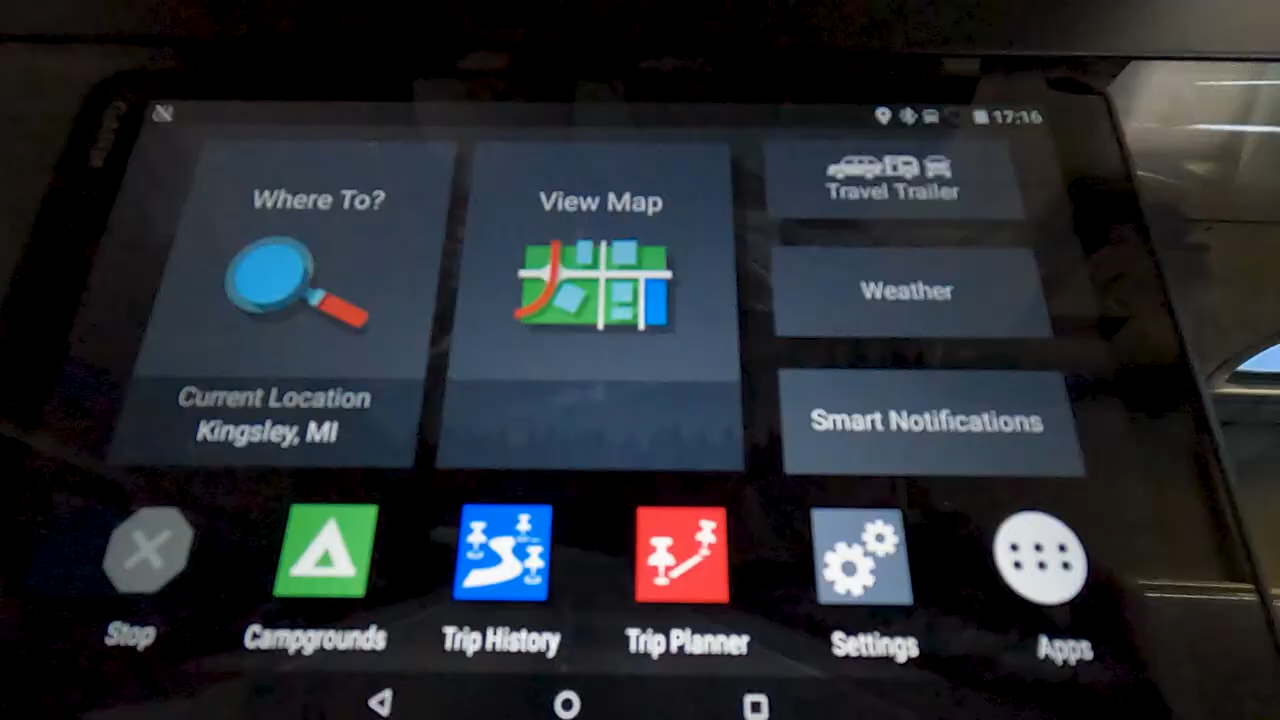 17:16
Where To?
View Map
Travel Trailer
Weather
Current Location
Kingsley, MI
Smart Notifications
Stop
Campgrounds
Trip History
Trip Planner
Settings
Apps